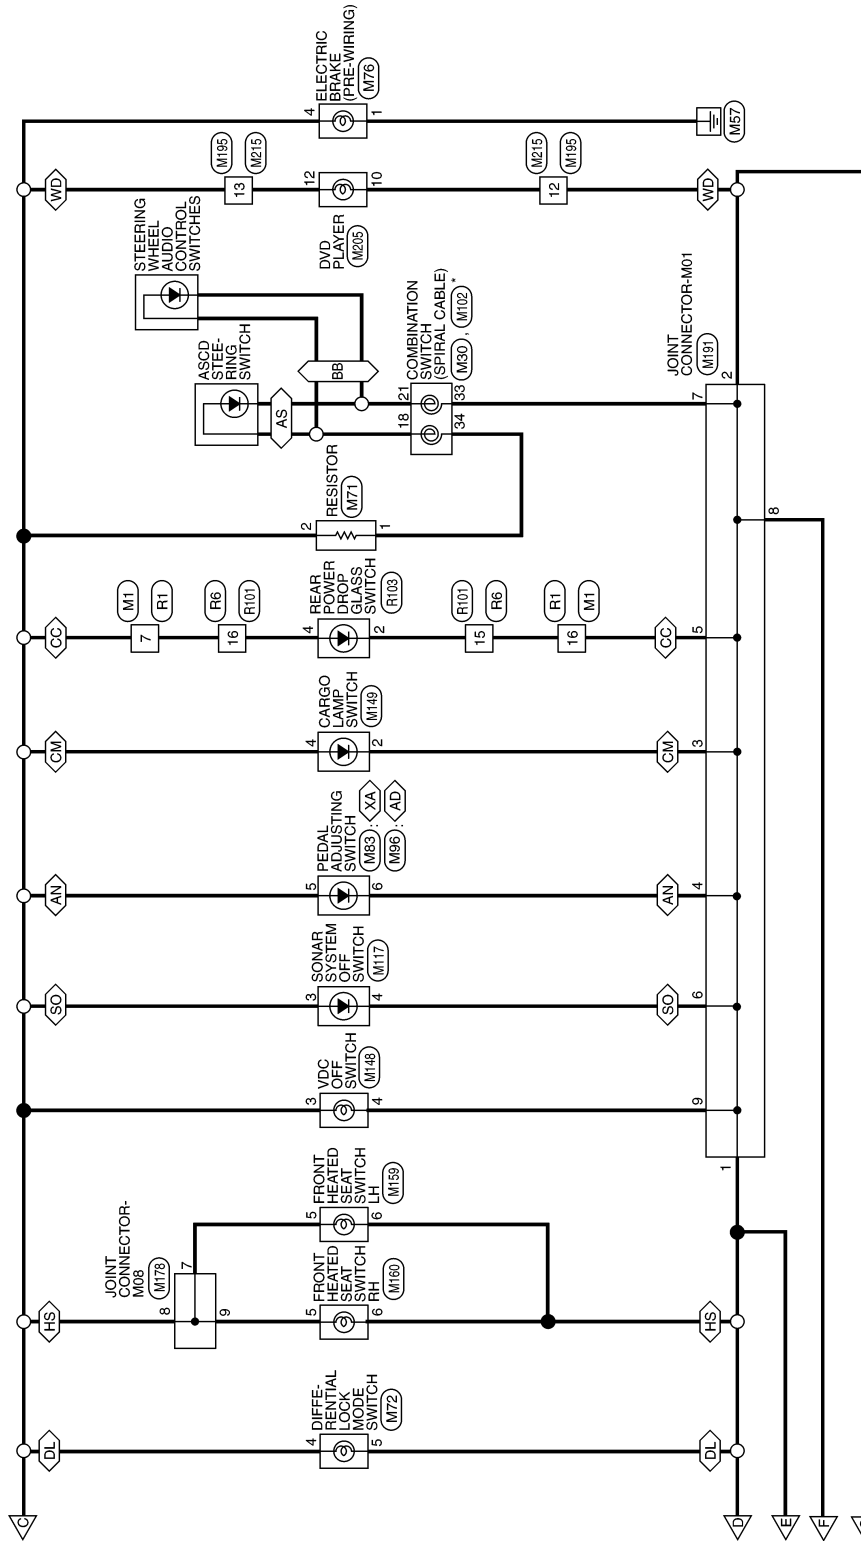 ELECTRIC
BRAKE
(PRE-WIRING)
M76
4
1
M57
WD
M195
M215
13
12
10
DVD
PLAYER
M205
M215
M195
12
WD
STEERING
WHEEL
AUDIO
CONTROL
SWITCHES
ASCD
STEE-
RING
SWITCH
AS
BB
COMBINATION
SWITCH
(SPIRAL CABLE)
M30 , M102 *
21
18
33
34
JOINT
CONNECTOR-M01
M191
2
7
8
RESISTOR
M71
2
1
CC
M1
R1
7
R6
R101
16
REAR
POWER
DROP
GLASS
SWITCH
R103
4
2
R101
R6
15
R1
M1
16
CC
5
CM
CARGO
LAMP
SWITCH
M149
4
2
CM
3
AN
PEDAL
ADJUSTING
SWITCH
M83 : XA
M96 : AD
5
6
AN
4
SO
SONAR
SYSTEM
OFF
SWITCH
M117
3
4
SO
6
VDC
OFF
SWITCH
M148
3
4
9
1
JOINT
CONNECTOR-
M08
M178
7
8
9
FRONT
HEATED
SEAT
SWITCH
LH
M159
5
6
HS
FRONT
HEATED
SEAT
SWITCH
RH
M160
5
6
HS
DL
DIFFE-
RENTIAL
LOCK
MODE
SWITCH
M72
4
5
DL
C
D
E
F